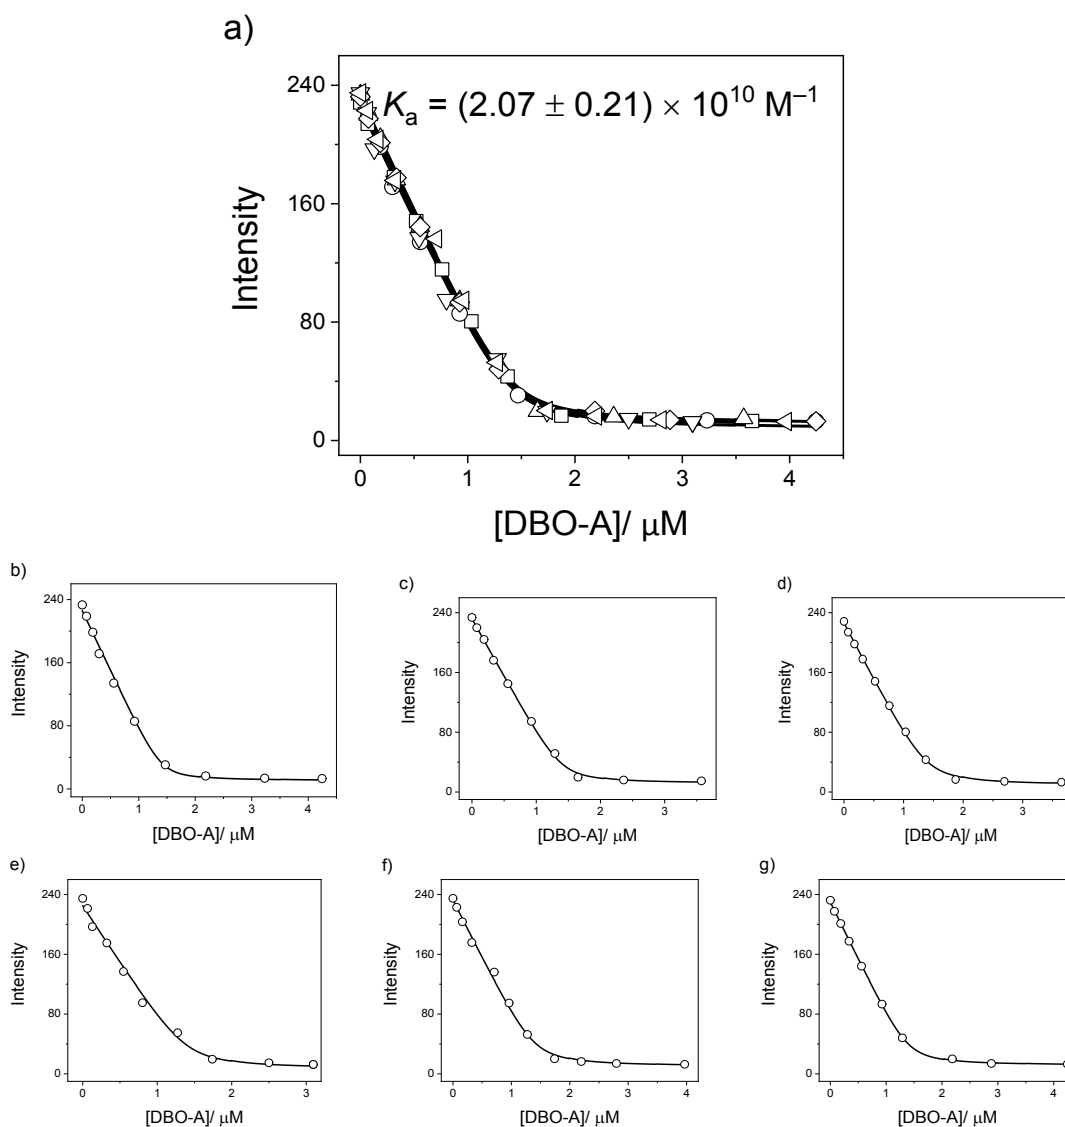 a)
Kₐ = (2.07 ± 0.21) × 10¹⁰ M⁻¹
Intensity
240
160
80
0
0 1 2 3 4
[DBO-A]/ μM
b)
Intensity
240
160
80
0
0 1 2 3 4
[DBO-A]/ μM
c)
Intensity
240
160
80
0
0 1 2 3
[DBO-A]/ μM
d)
Intensity
240
160
80
0
0 1 2 3
[DBO-A]/ μM
e)
Intensity
240
160
80
0
0 1 2 3
[DBO-A]/ μM
f)
Intensity
240
160
80
0
0 1 2 3 4
[DBO-A]/ μM
g)
Intensity
240
160
80
0
0 1 2 3 4
[DBO-A]/ μM